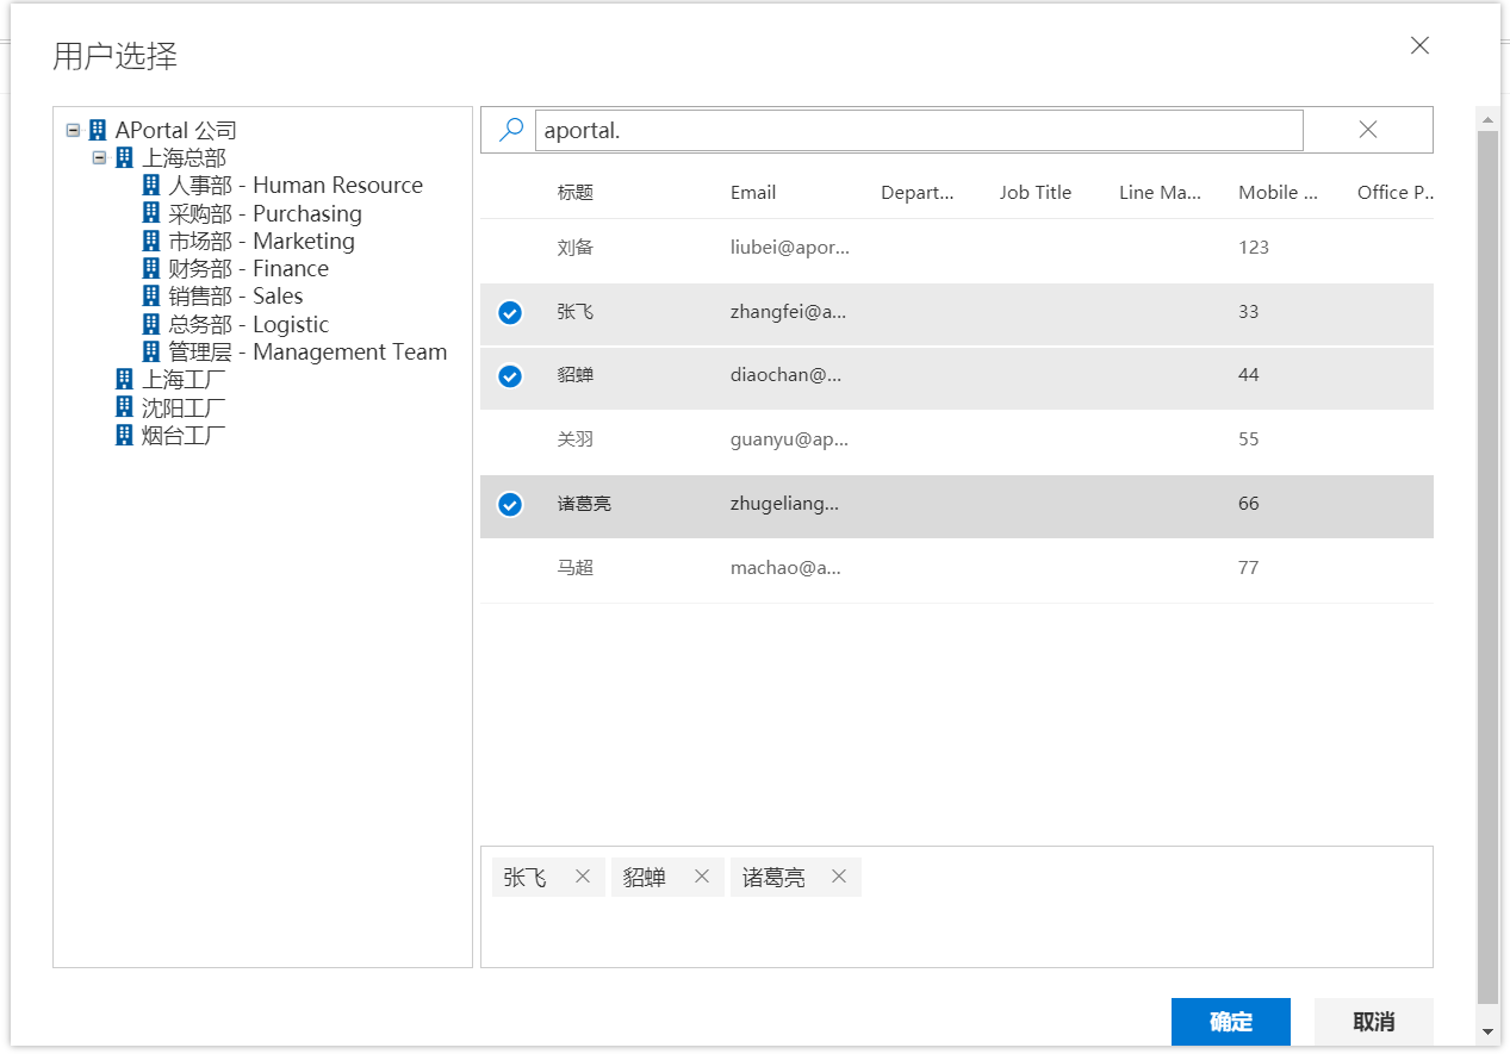 用户选择
APortal 公司
上海总部
人事部 - Human Resource
采购部 - Purchasing
市场部 - Marketing
财务部 - Finance
销售部 - Sales
总务部 - Logistic
管理层 - Management Team
上海工厂
沈阳工厂
烟台工厂
aportal.
标题 Email Depart... Job Title Line Ma... Mobile ... Office P..
刘备 liubei@apor... 123
张飞 zhangfei@a... 33
貂蝉 diaochan@... 44
关羽 guanyu@ap... 55
诸葛亮 zhugeliang... 66
马超 machao@a... 77
张飞 貂蝉 诸葛亮
确定 取消